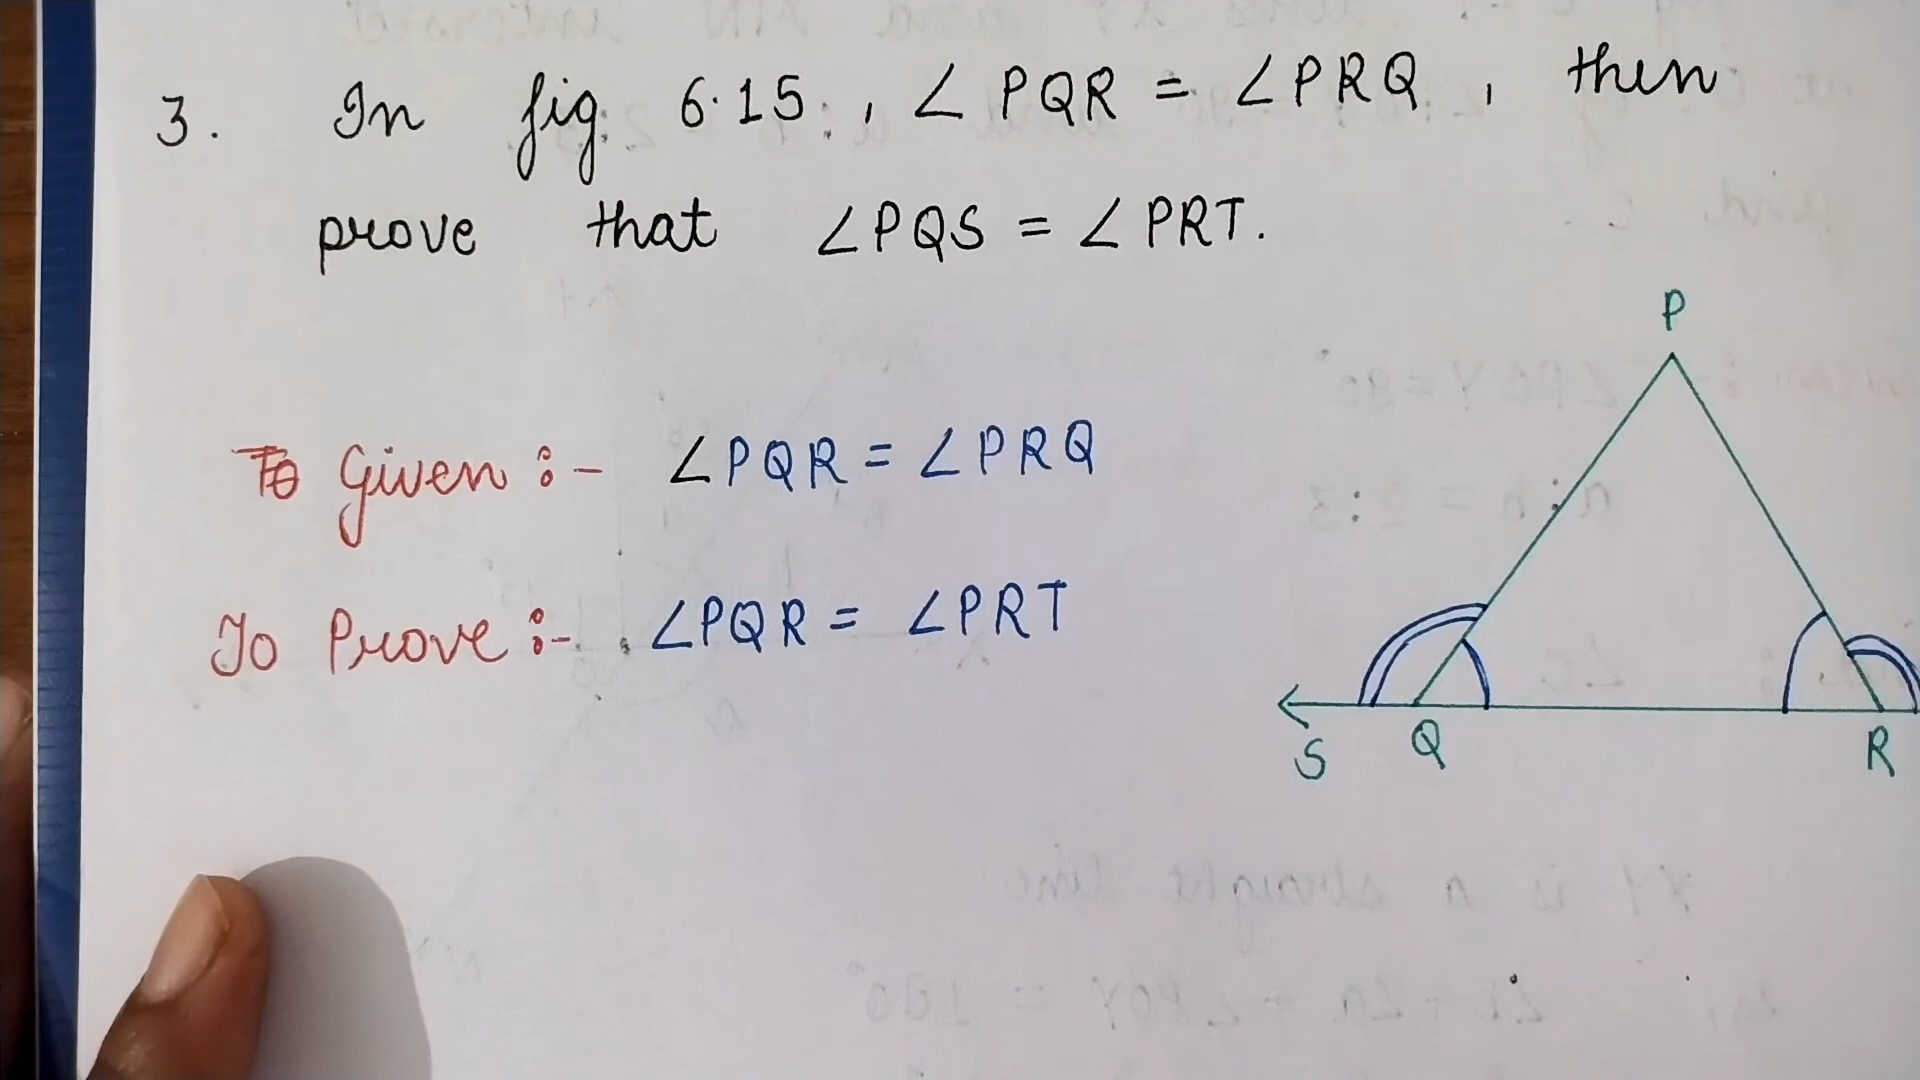 3. In fig. 6.15, ∠PQR = ∠PRQ, then
prove that ∠PQS = ∠PRT.
To Given :- ∠PQR = ∠PRQ
To Prove :- ∠PQR = ∠PRT
P
S Q R